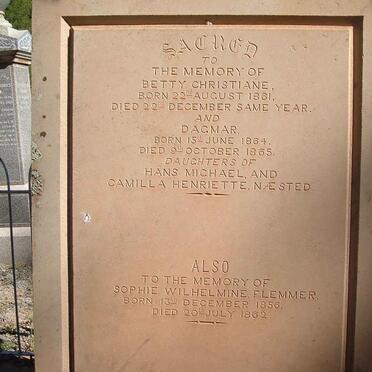 SACRED
TO
THE MEMORY OF
BETTY CHRISTIANE,
BORN 22ND AUGUST 1861,
DIED 22ND DECEMBER SAME YEAR.
AND
DAGMAR,
BORN 15TH JUNE 1864,
DIED 9TH OCTOBER 1865.
DAUGHTERS OF
HANS MICHAEL, AND
CAMILLA HENRIETTE, NÆSTED
ALSO
TO THE MEMORY OF
SOPHIE WILHELMINE, FLEMMER,
BORN 13TH DECEMBER 1856,
DIED 20TH JULY 1862